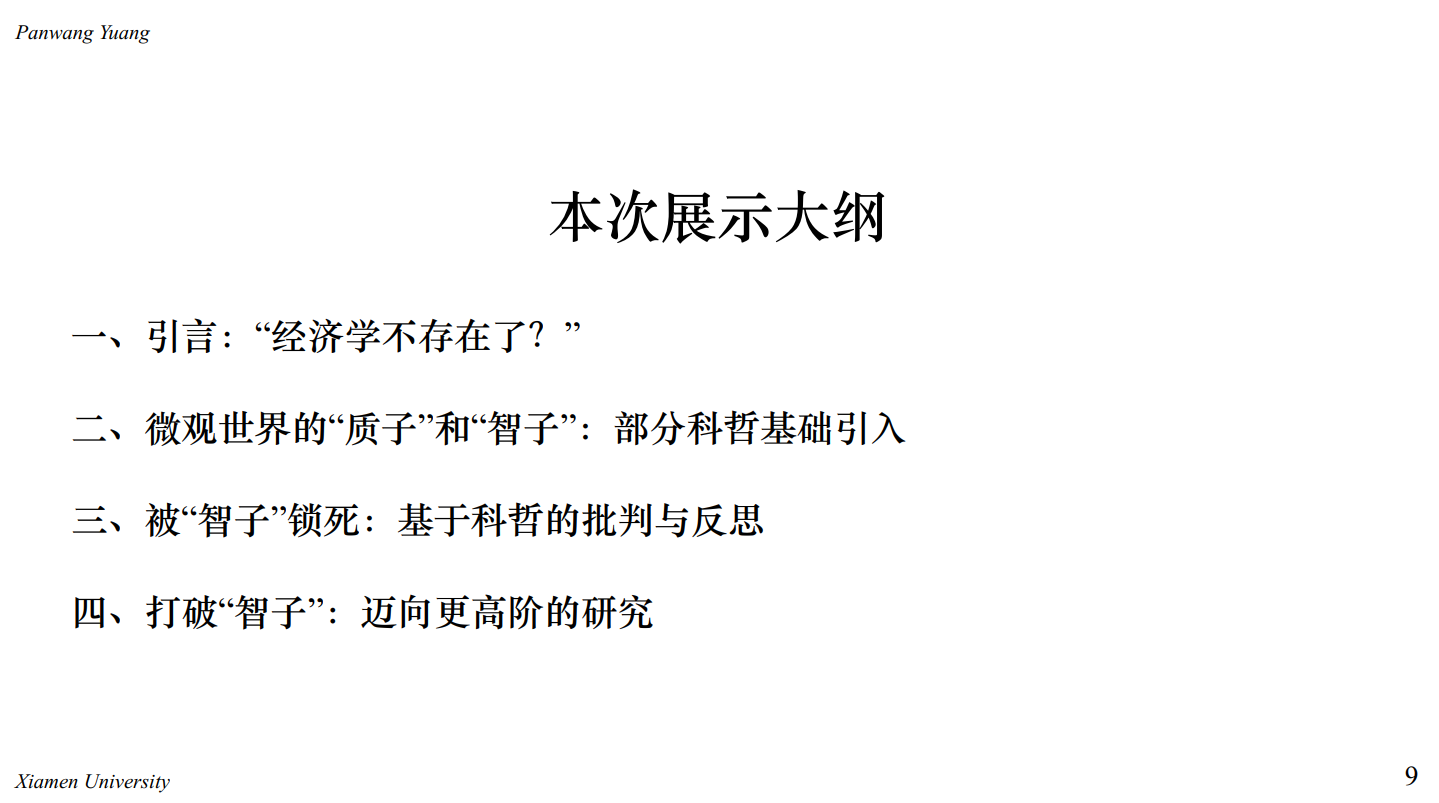 Panwang Yuang
本次展示大纲
一、引言：“经济学不存在了？”
二、微观世界的“质子”和“智子”：部分科哲基础引入
三、被“智子”锁死：基于科哲的批判与反思
四、打破“智子”：迈向更高阶的研究
Xiamen University
9